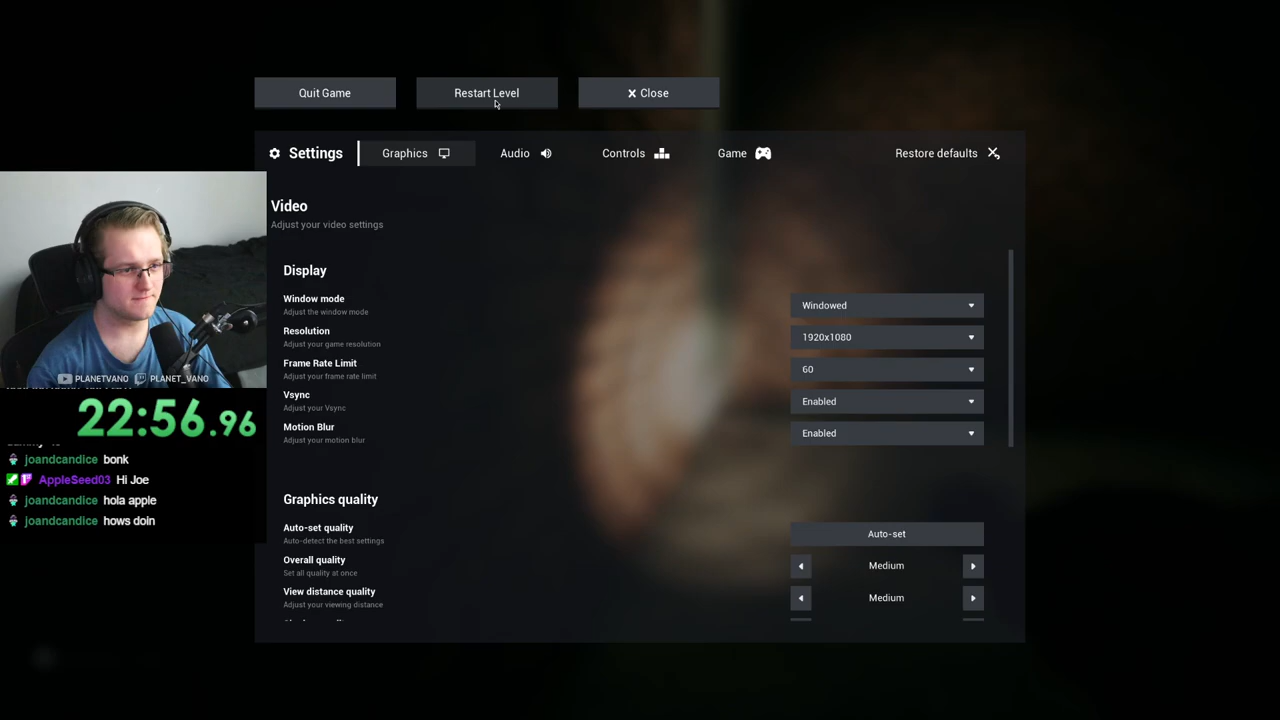 Quit Game
Restart Level
Close
Settings
Graphics
Audio
Controls
Game
Restore defaults
Video
Adjust your video settings
Display
Window mode
Adjust the window mode
Windowed
Resolution
Adjust your game resolution
1920x1080
Frame Rate Limit
Adjust your frame rate limit
60
Vsync
Adjust your Vsync
Enabled
Motion Blur
Adjust your motion blur
Enabled
Graphics quality
Auto-set quality
Auto-detect the best settings
Auto-set
Overall quality
Set all quality at once
Medium
View distance quality
Adjust your viewing distance
Medium
PLANETVANO PLANET_VANO
22:56.96
joandcandice bonk
AppleSeed03 Hi Joe
joandcandice hola apple
joandcandice hows doin